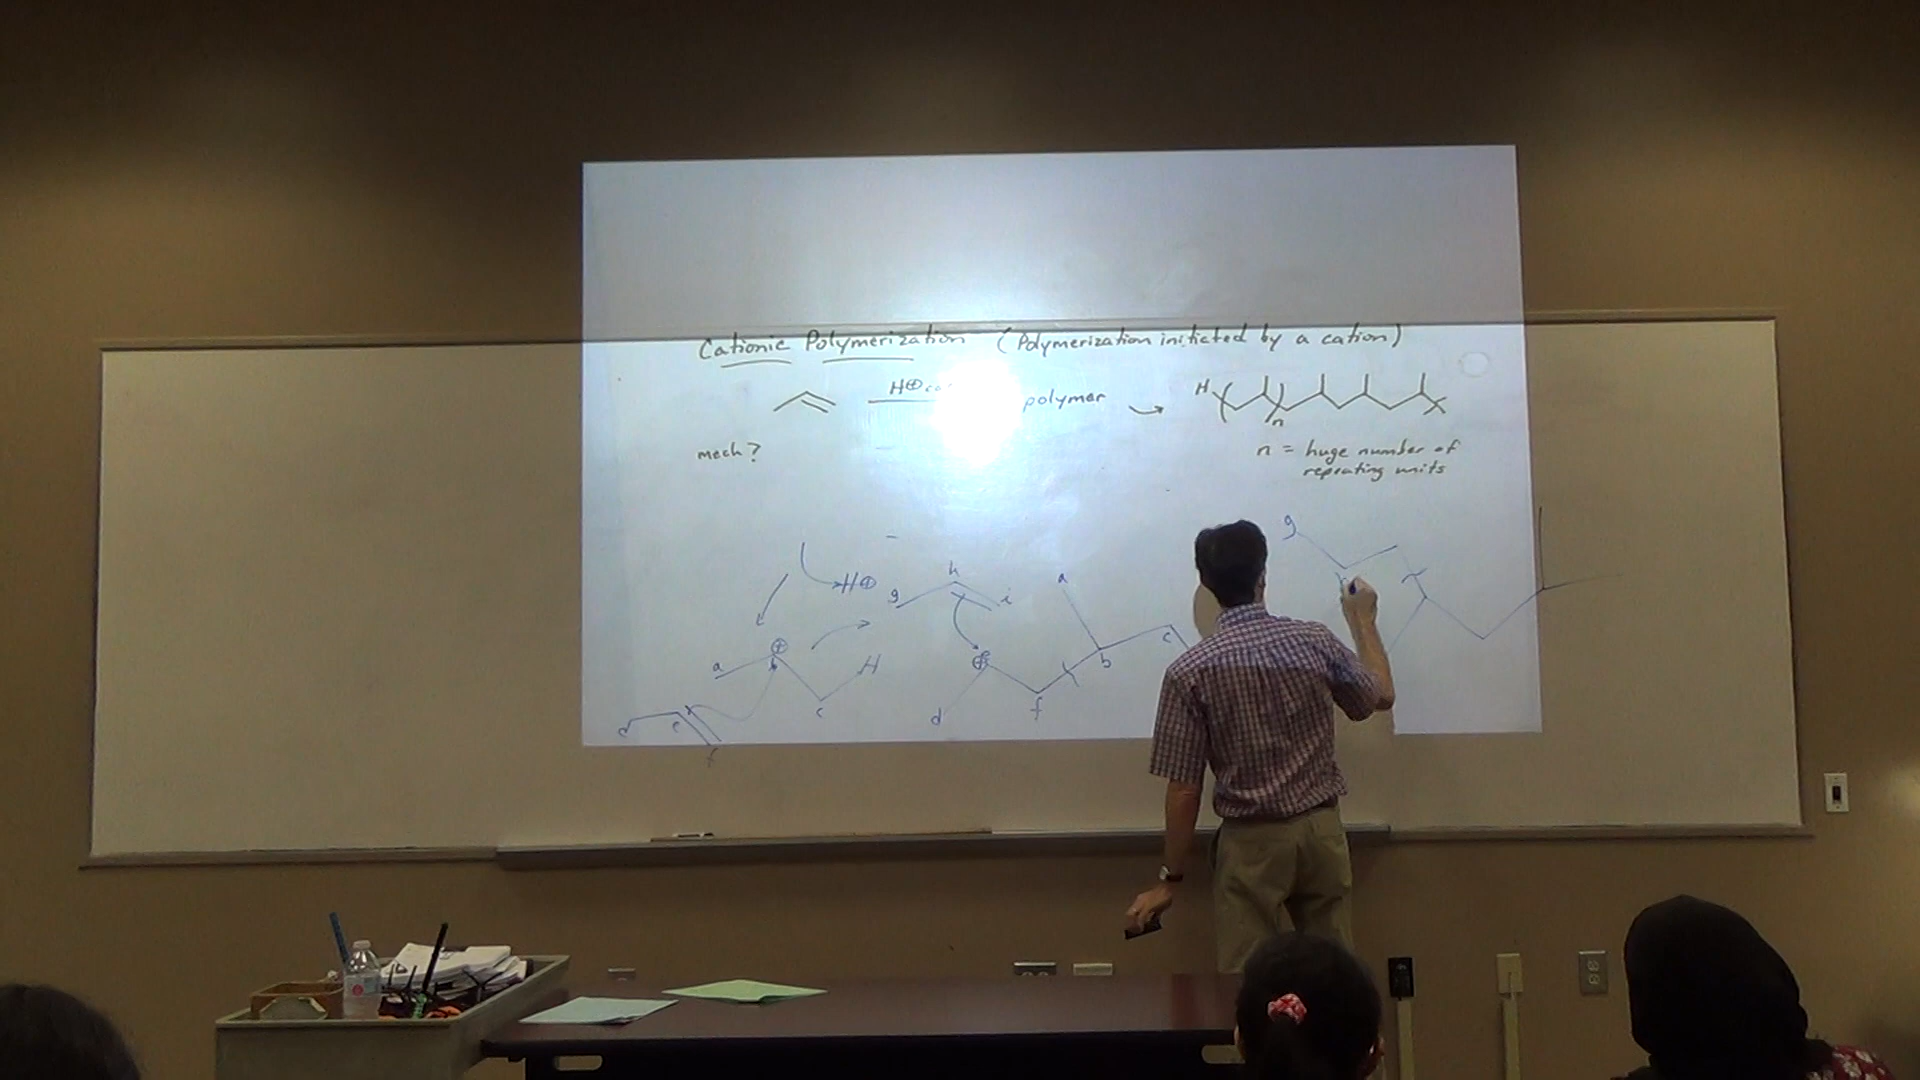 Cationic Polymerization (Polymerization initiated by a cation)
H⊕ polymer H n
mech?
n = huge number of
repeating units
H⊕
g h i
a
g
a ⊕ b c H
⊕ d f b c
d e f